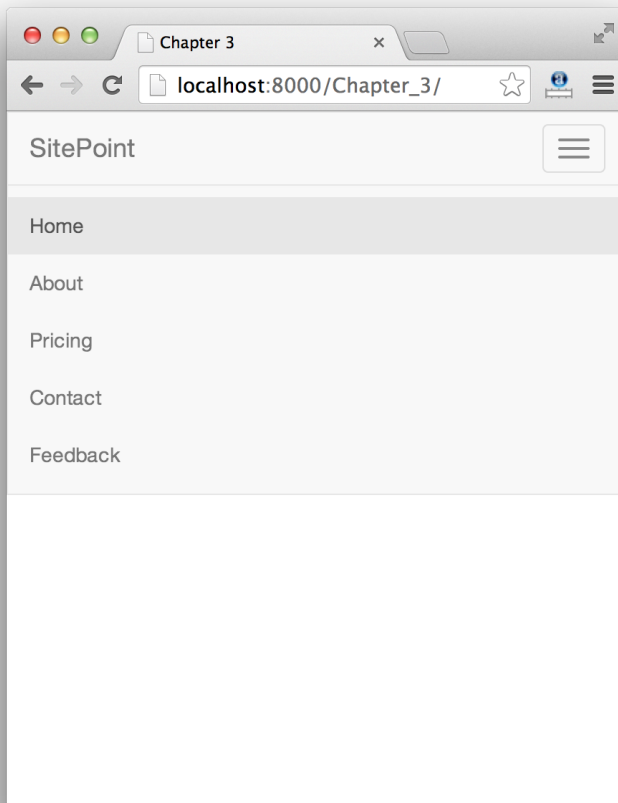 Chapter 3
localhost:8000/Chapter_3/
SitePoint
Home
About
Pricing
Contact
Feedback